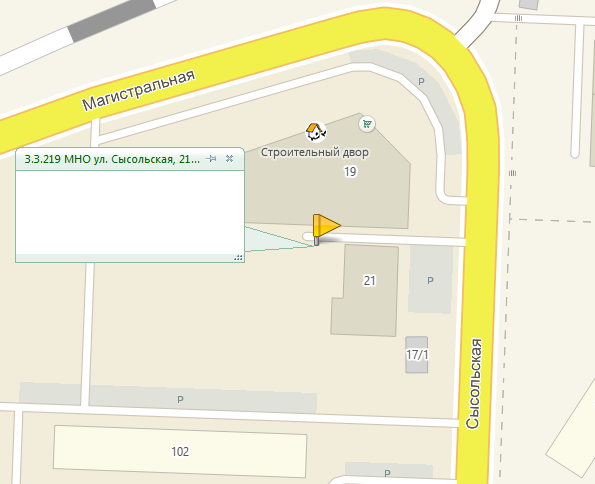 Магистральная
P
Строительный двор
19
3.3.219 МНО ул. Сысольская, 21...
21
P
17/1
Сысольская
P
102
P